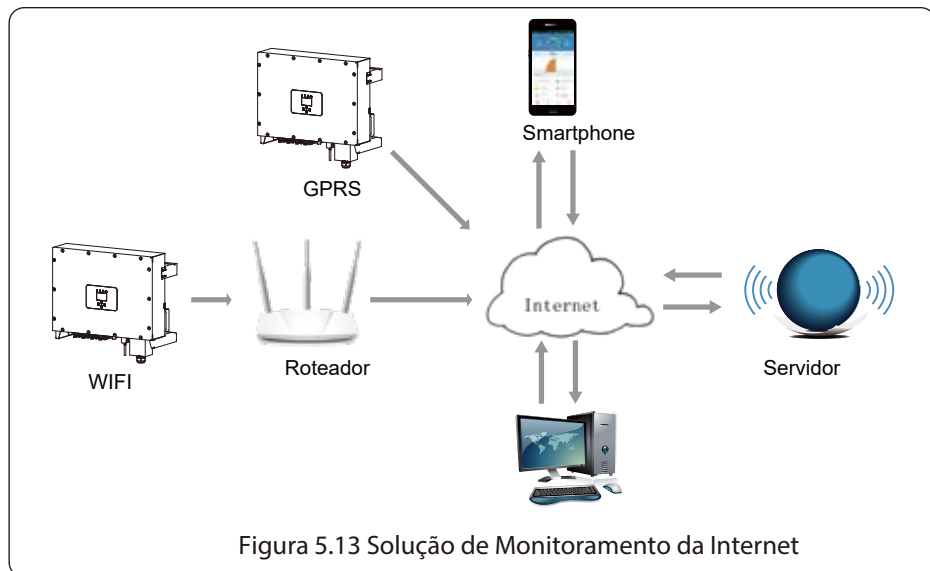 Smartphone
GPRS
Internet
WIFI
Roteador
Servidor
Figura 5.13 Solução de Monitoramento da Internet